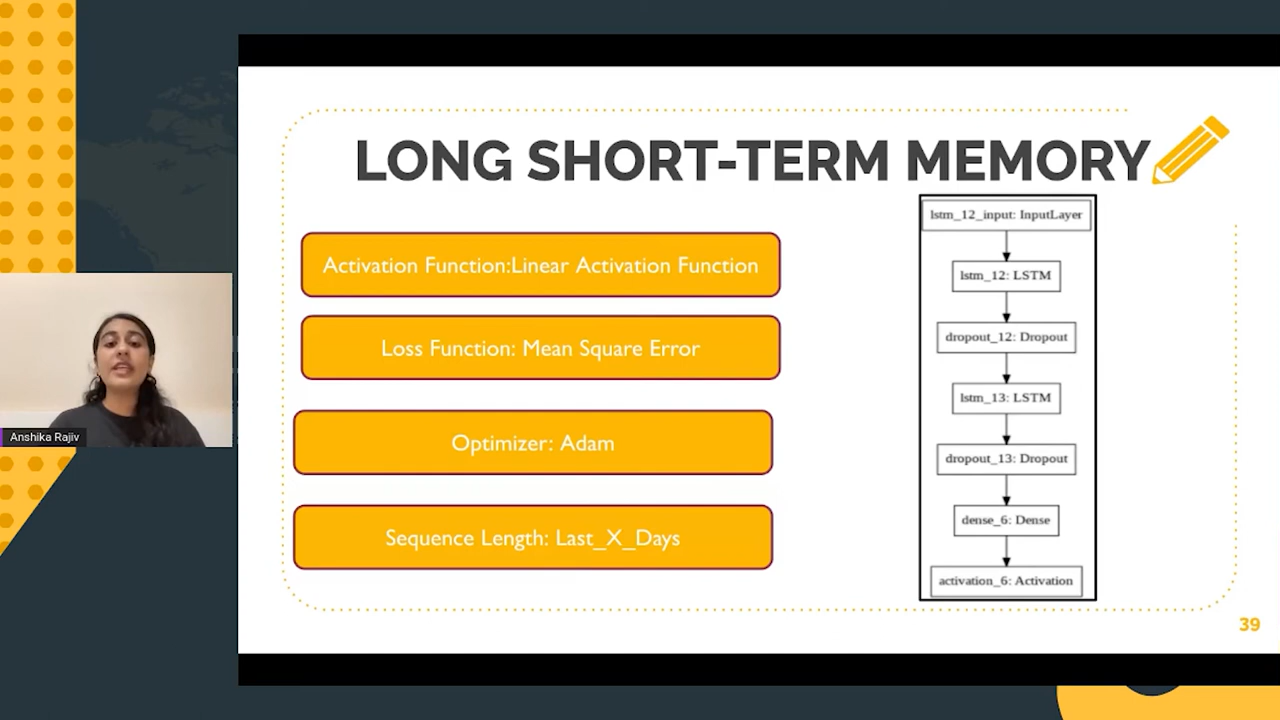 LONG SHORT-TERM MEMORY
Activation Function:Linear Activation Function
Loss Function: Mean Square Error
Optimizer: Adam
Sequence Length: Last_X_Days
lstm_12_input: InputLayer
lstm_12: LSTM
dropout_12: Dropout
lstm_13: LSTM
dropout_13: Dropout
dense_6: Dense
activation_6: Activation
Anshika Rajiv
39